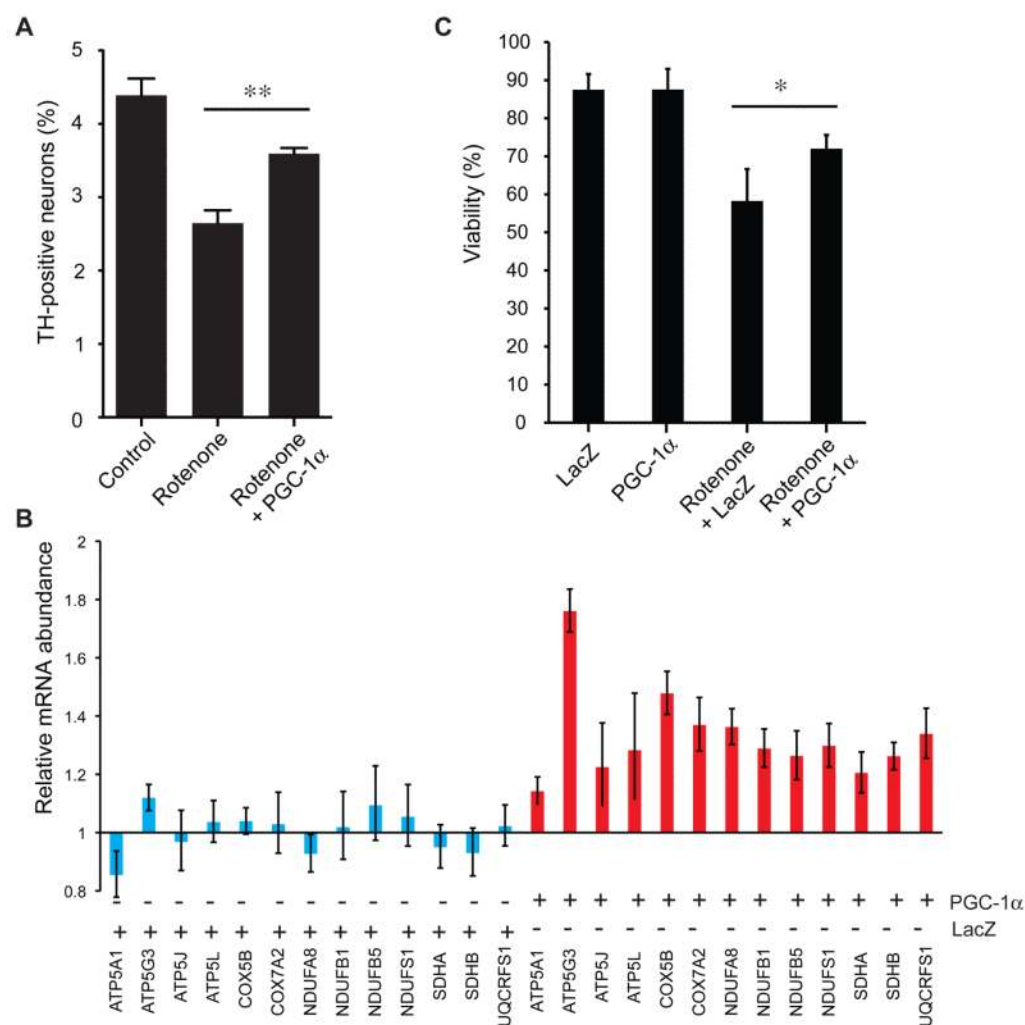 A
TH-positive neurons (%)
5
4
3
2
1
0
**
Control
Rotenone
Rotenone
+ PGC-1α
C
Viability (%)
100
90
80
70
60
50
40
30
20
10
0
*
LacZ
PGC-1α
Rotenone
+ LacZ
Rotenone
+ PGC-1α
B
Relative mRNA abundance
2
1.8
1.6
1.4
1.2
1
0.8
- - - - - - - - - - - - - + + + + + + + + + + + + + PGC-1α
+ + + + + + + + + + + + + - - - - - - - - - - - - - LacZ
ATP5A1
ATP5G3
ATP5J
ATP5L
COX5B
COX7A2
NDUFA8
NDUFB1
NDUFB5
NDUFS1
SDHA
SDHB
UQCRFS1
ATP5A1
ATP5G3
ATP5J
ATP5L
COX5B
COX7A2
NDUFA8
NDUFB1
NDUFB5
NDUFS1
SDHA
SDHB
UQCRFS1